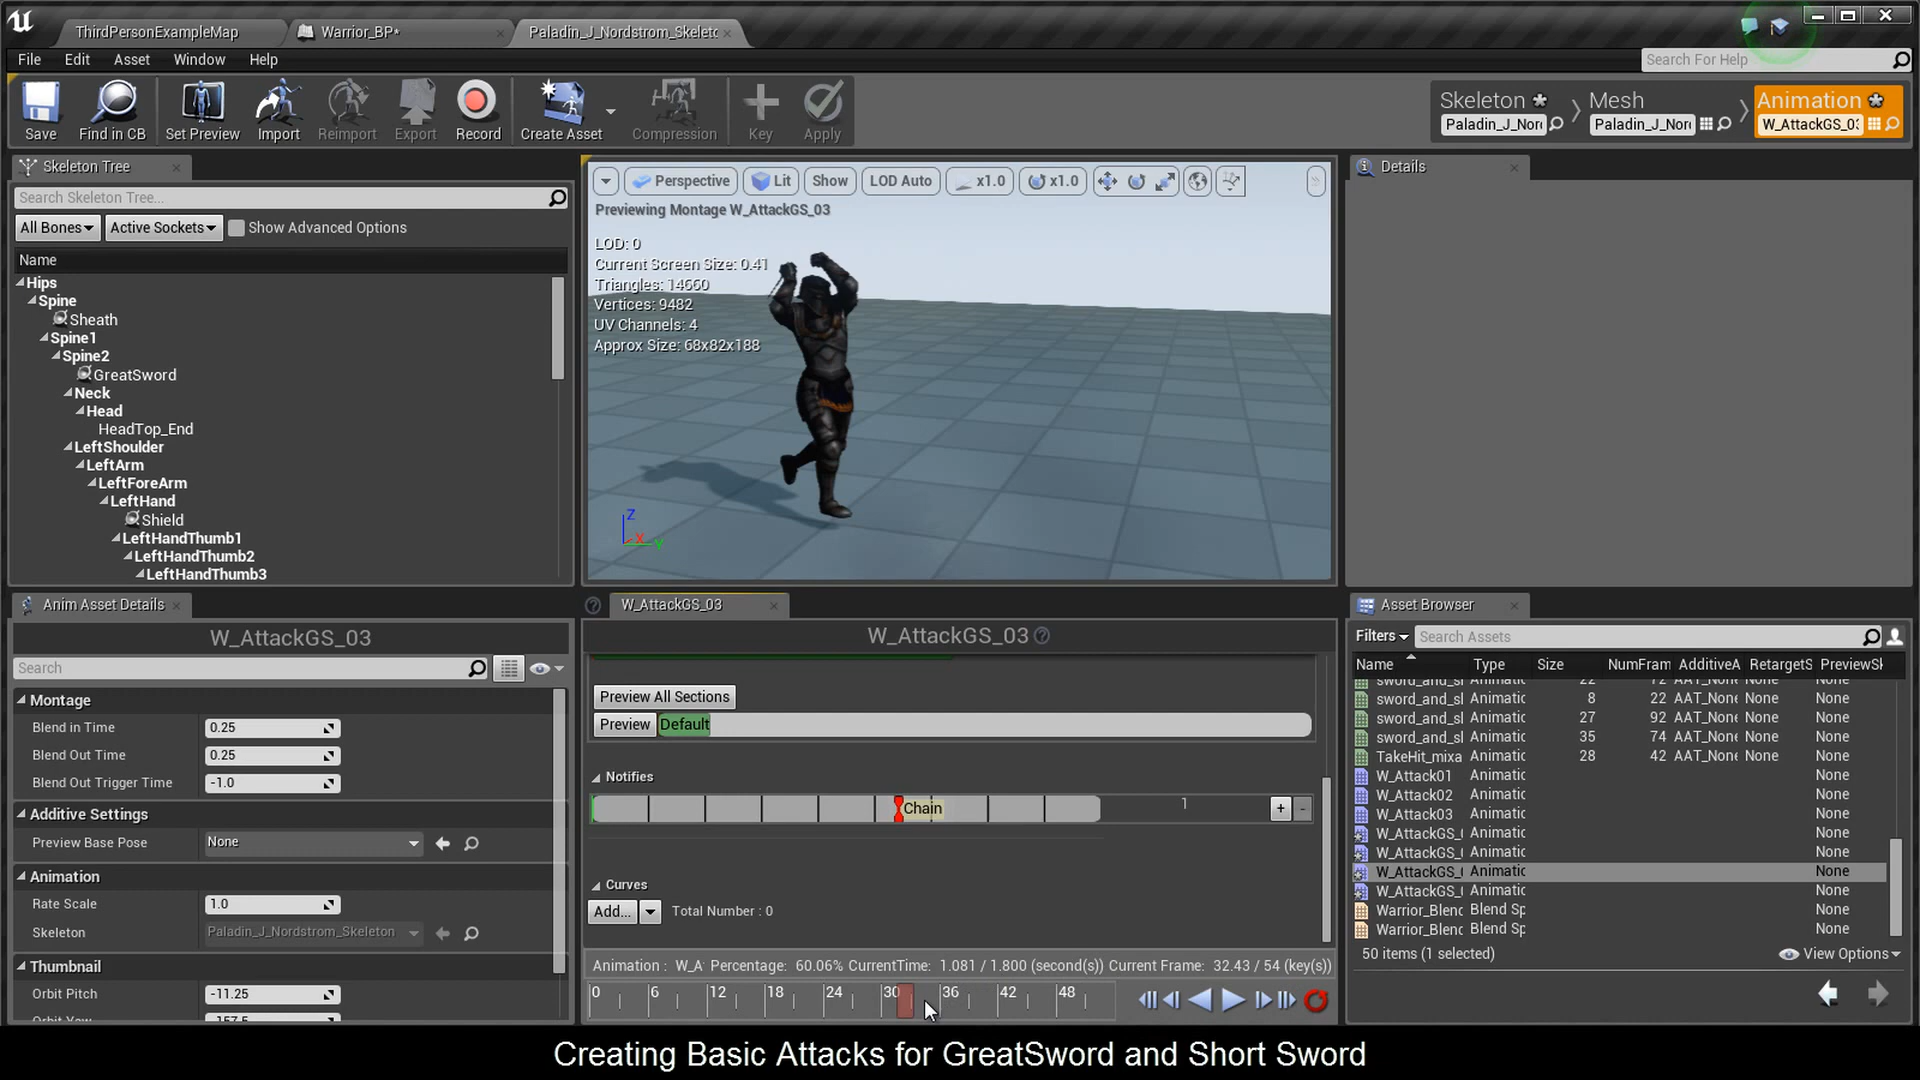 ThirdPersonExampleMap
Warrior_BP*
Paladin_J_Nordstrom_Skeletc
File Edit Asset Window Help
Search For Help
Save
Find in CB
Set Preview
Import
Reimport
Export
Record
Create Asset
Compression
Key
Apply
Skeleton
Paladin_J_Nori
Mesh
Paladin_J_Nor
Animation
W_AttackGS_03
Skeleton Tree
Search Skeleton Tree...
All Bones
Active Sockets
Show Advanced Options
Name
Hips
Spine
Sheath
Spine1
Spine2
GreatSword
Neck
Head
HeadTop_End
LeftShoulder
LeftArm
LeftForeArm
LeftHand
Shield
LeftHandThumb1
LeftHandThumb2
LeftHandThumb3
Perspective
Lit
Show
LOD Auto
x1.0
x1.0
Previewing Montage W_AttackGS_03
LOD: 0
Current Screen Size: 0.41
Triangles: 14660
Vertices: 9482
UV Channels: 4
Approx Size: 68x82x188
Z
X
Y
Details
Anim Asset Details
W_AttackGS_03
Search
Montage
Blend in Time 0.25
Blend Out Time 0.25
Blend Out Trigger Time -1.0
Additive Settings
Preview Base Pose None
Animation
Rate Scale 1.0
Skeleton Paladin_J_Nordstrom_Skeleton
Thumbnail
Orbit Pitch -11.25
W_AttackGS_03
W_AttackGS_03
Preview All Sections
Preview Default
Notifies
Chain
1
+ -
Curves
Add...
Total Number : 0
Animation : W_A Percentage: 60.06% CurrentTime: 1.081 / 1.800 (second(s)) Current Frame: 32.43 / 54 (key(s))
0 6 12 18 24 30 36 42 48
Asset Browser
Filters
Search Assets
Name Type Size NumFram AdditiveA RetargetS PreviewSk
sword_and_sl Animatic 22 72 AAT_None None None
sword_and_sl Animatic 8 22 AAT_None None None
sword_and_sl Animatic 27 92 AAT_None None None
sword_and_sl Animatic 35 74 AAT_None None None
TakeHit_mixa Animatic 28 42 AAT_None None None
W_Attack01 Animatic None
W_Attack02 Animatic None
W_Attack03 Animatic None
W_AttackGS_( Animatic None
W_AttackGS_( Animatic None
W_AttackGS_( Animatic None
W_AttackGS_( Animatic None
Warrior_Blenc Blend Sp None
Warrior_Blenc Blend Sp None
50 items (1 selected)
View Options
Creating Basic Attacks for GreatSword and Short Sword